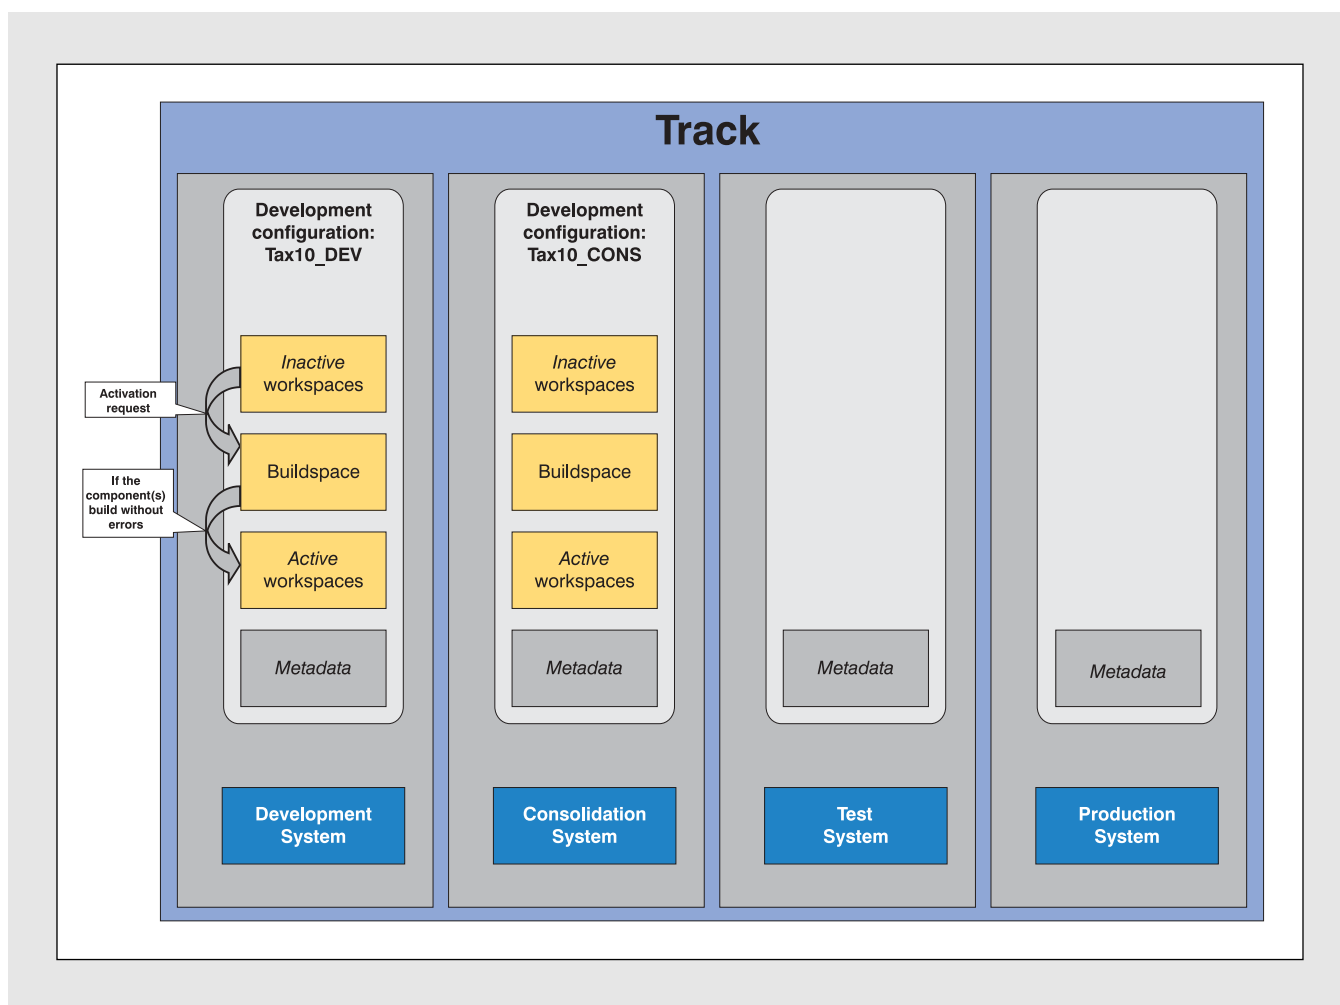 Track
Development
configuration:
Tax10_DEV
Inactive
workspaces
Activation
request
Buildspace
If the
component(s)
build without
errors
Active
workspaces
Metadata
Development
System
Development
configuration:
Tax10_CONS
Inactive
workspaces
Buildspace
Active
workspaces
Metadata
Consolidation
System
Metadata
Test
System
Metadata
Production
System